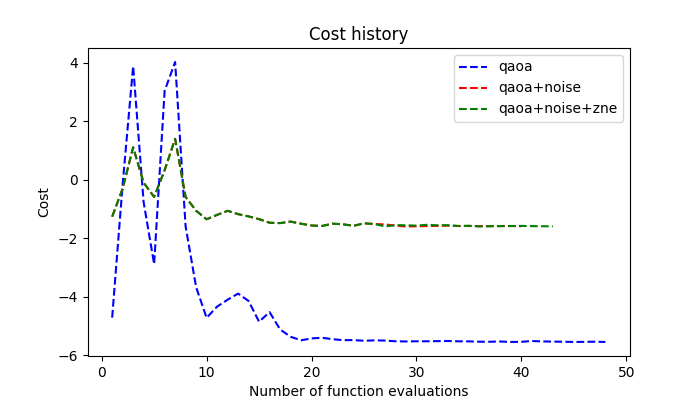 Cost history
qaoa
qaoa+noise
qaoa+noise+zne
Cost
4
2
0
−2
−4
−6
0 10 20 30 40 50
Number of function evaluations